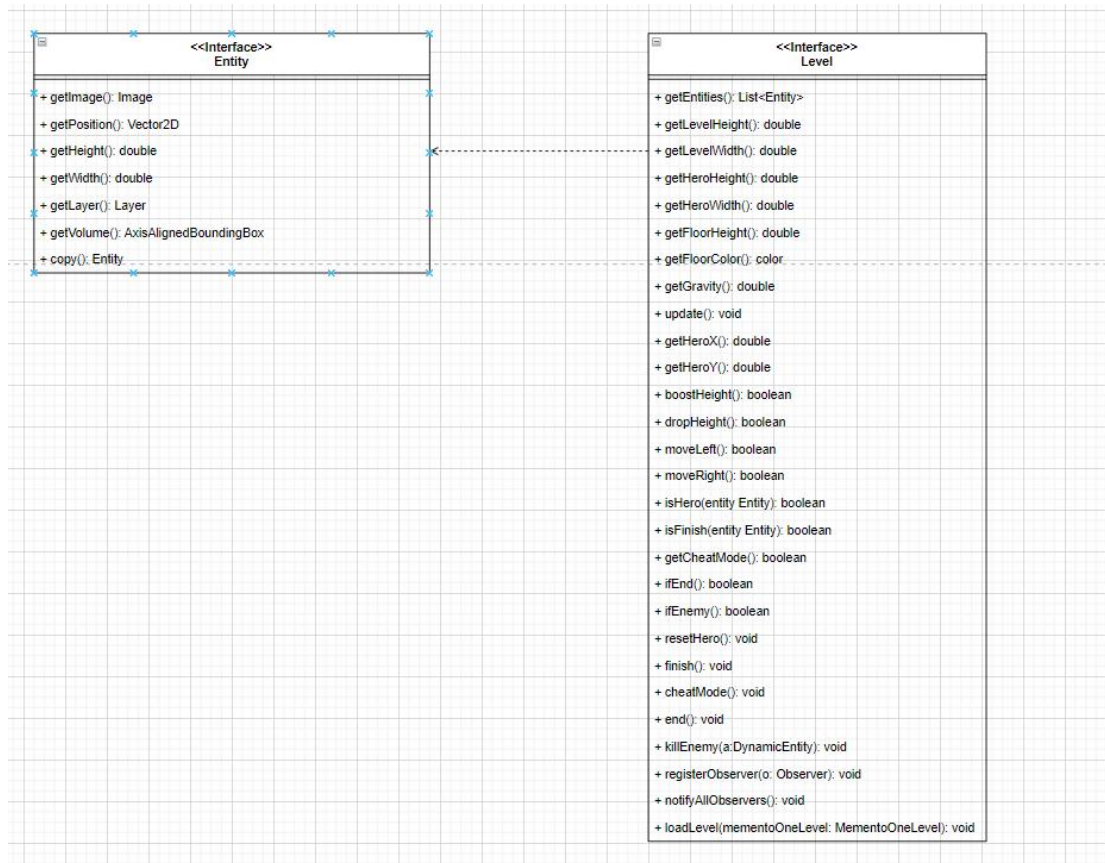 <<Interface>>
Entity
+ getImage(): Image
+ getPosition(): Vector2D
+ getHeight(): double
+ getWidth(): double
+ getLayer(): Layer
+ getVolume(): AxisAlignedBoundingBox
+ copy(): Entity
<<Interface>>
Level
+ getEntities(): List<Entity>
+ getLevelHeight(): double
+ getLevelWidth(): double
+ getHeroHeight(): double
+ getHeroWidth(): double
+ getFloorHeight(): double
+ getFloorColor(): color
+ getGravity(): double
+ update(): void
+ getHeroX(): double
+ getHeroY(): double
+ boostHeight(): boolean
+ dropHeight(): boolean
+ moveLeft(): boolean
+ moveRight(): boolean
+ isHero(entity Entity): boolean
+ isFinish(entity Entity): boolean
+ getCheatMode(): boolean
+ ifEnd(): boolean
+ ifEnemy(): boolean
+ resetHero(): void
+ finish(): void
+ cheatMode(): void
+ end(): void
+ killEnemy(a:DynamicEntity): void
+ registerObserver(o: Observer): void
+ notifyAllObservers(): void
+ loadLevel(mementoOneLevel: MementoOneLevel): void